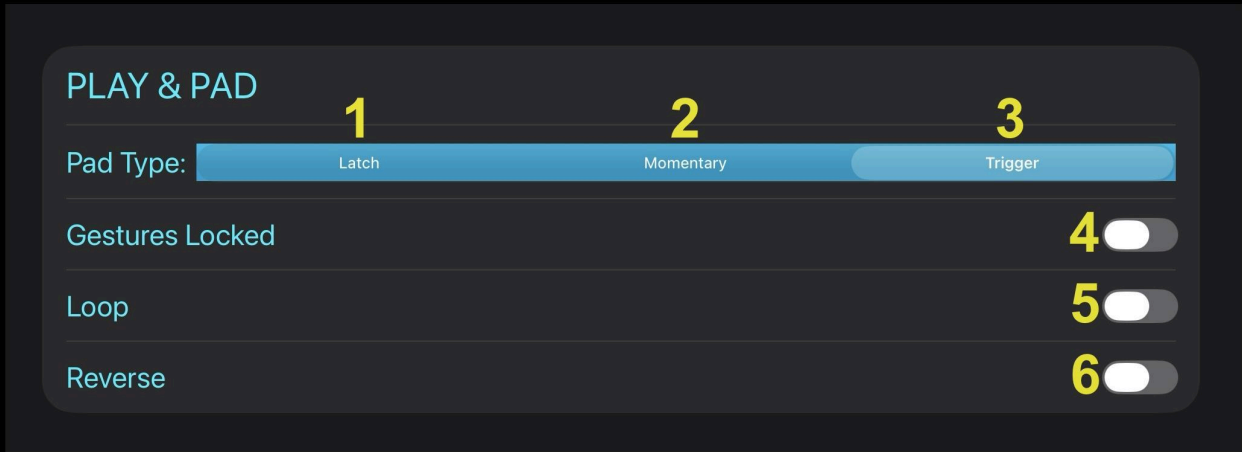 PLAY & PAD
1 2 3
Pad Type: Latch Momentary Trigger
Gestures Locked 4
Loop 5
Reverse 6